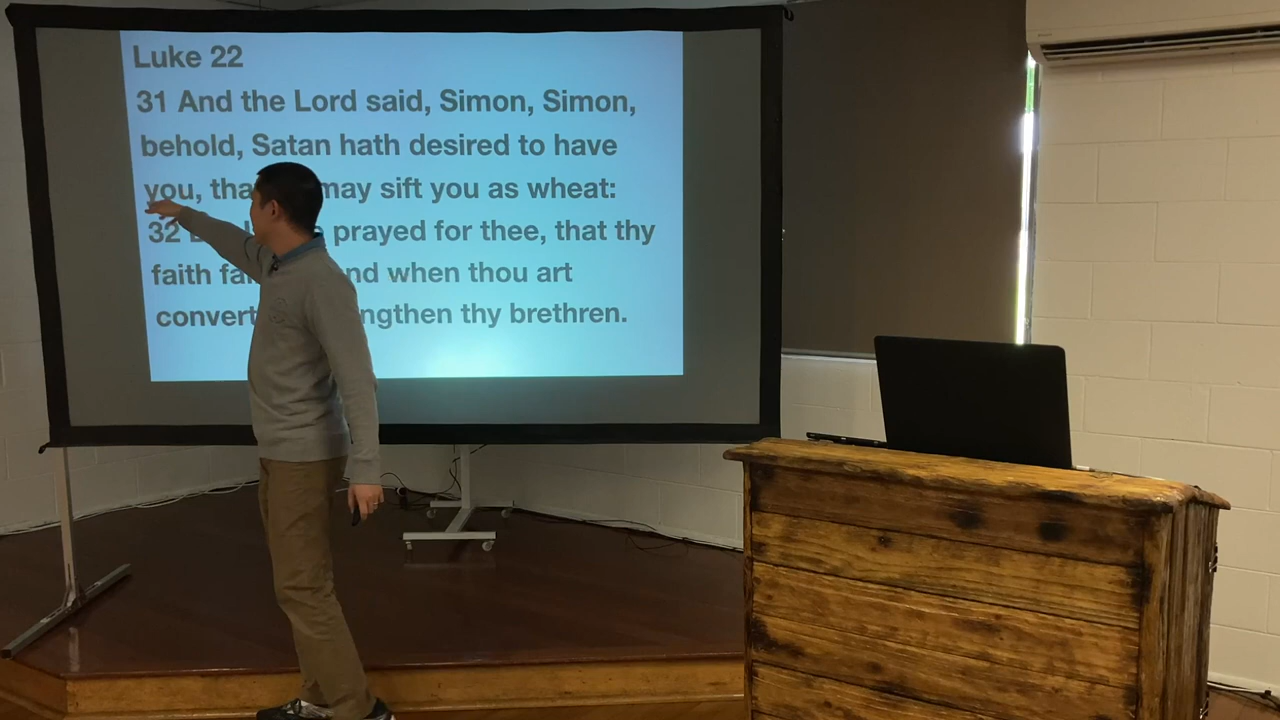 Luke 22
31 And the Lord said, Simon, Simon,
behold, Satan hath desired to have
you, tha may sift you as wheat:
32 prayed for thee, that thy
faith fai nd when thou art
convert ngthen thy brethren.